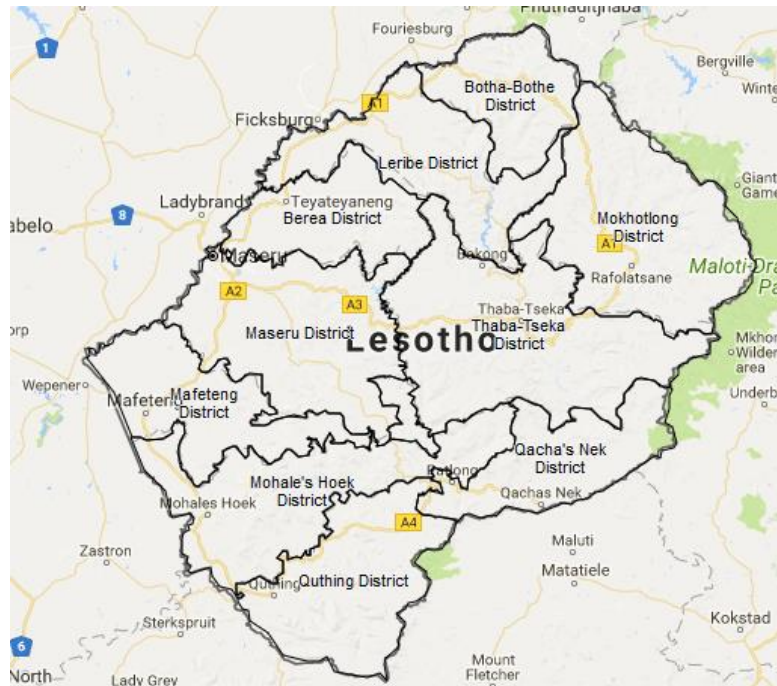 Phuthaditjhaba
Fouriesburg
1
Bergville
Botha-Bothe
District
Winte
A1
Ficksburg
Leribe District
Giant
Game
Ladybrand
Teyateyaneng
8
Berea District
Mokhotlong
District
abelo
A1
Maseru
Bakong
Rafolatsane
Maloti-Dra
Pa
A2
A3
Thaba-Tseka
Maseru District
Thaba-Tseka
District
Lesotho
orp
Mkhom
Wilder
area
Wepener
Mafeteng
District
Mafeteng
Underb
Qacha's Nek
District
Mohale's Hoek
District
Patlong
Mohales Hoek
Qachas Nek
A4
Zastron
Maluti
Quthing
Quthing District
Matatiele
Sterkspruit
Kokstad
6
North
Lady Grey
Mount
Fletcher